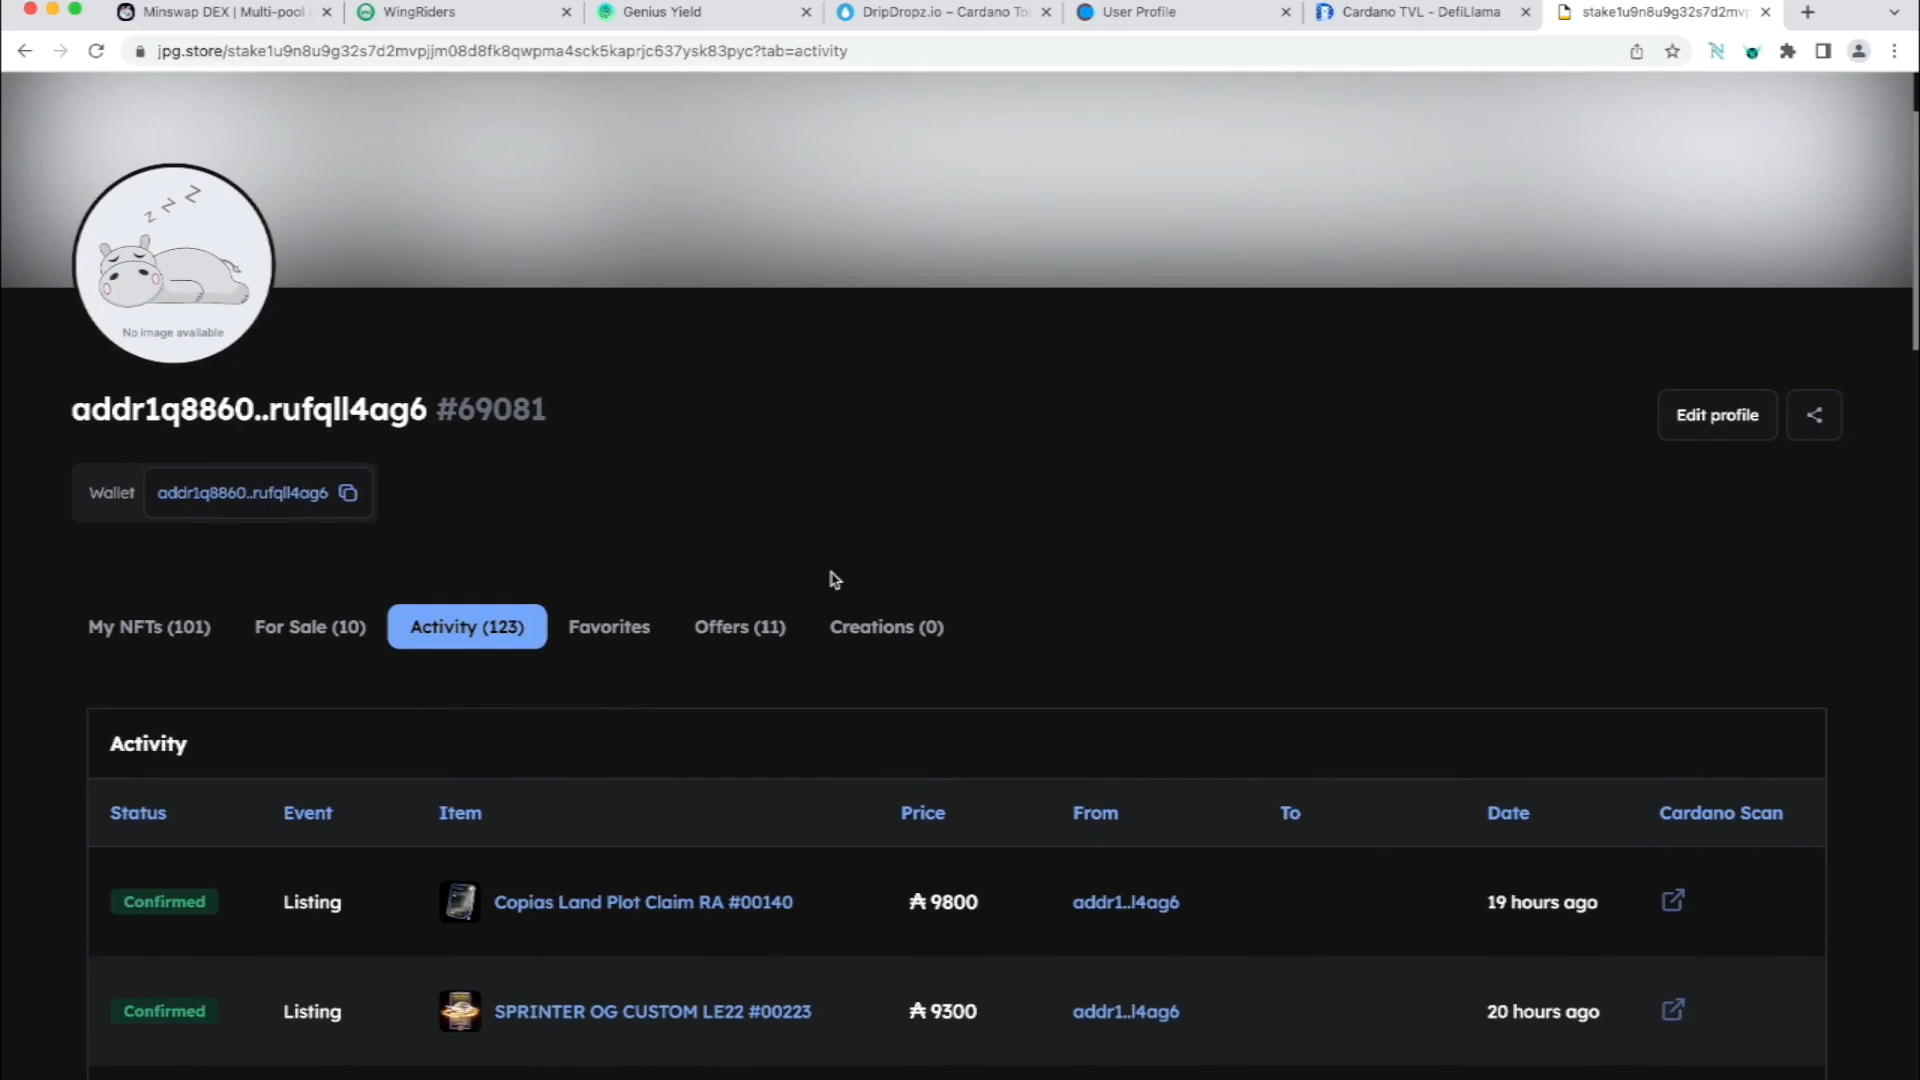 Minswap DEX | Multi-pool
WingRiders
Genius Yield
DripDropz.io – Cardano To
User Profile
Cardano TVL - DefiLlama
stake1u9n8u9g32s7d2mvp
jpg.store/stake1u9n8u9g32s7d2mvpjjm08d8fk8qwpma4sck5kaprjc637ysk83pyc?tab=activity
z z Z
No image available
addr1q8860..rufqll4ag6 #69081
Edit profile
Wallet addr1q8860..rufqll4ag6
My NFTs (101) For Sale (10) Activity (123) Favorites Offers (11) Creations (0)
Activity
Status Event Item Price From To Date Cardano Scan
Confirmed Listing Copias Land Plot Claim RA #00140 ₳ 9800 addr1..l4ag6 19 hours ago
Confirmed Listing SPRINTER OG CUSTOM LE22 #00223 ₳ 9300 addr1..l4ag6 20 hours ago